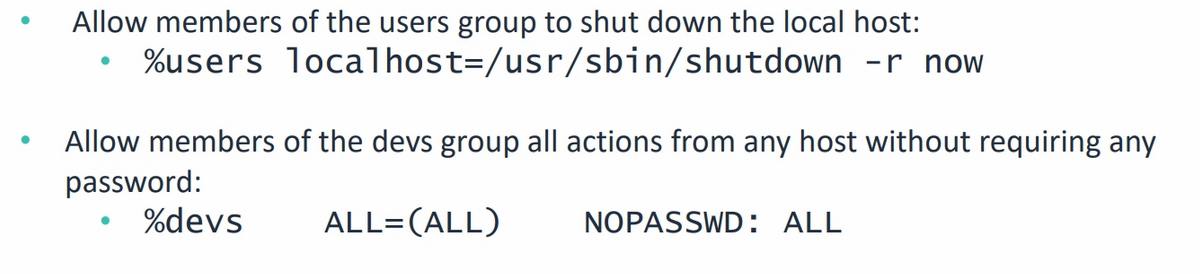 • Allow members of the users group to shut down the local host:
• %users localhost=/usr/sbin/shutdown -r now
• Allow members of the devs group all actions from any host without requiring any
password:
• %devs ALL=(ALL) NOPASSWD: ALL